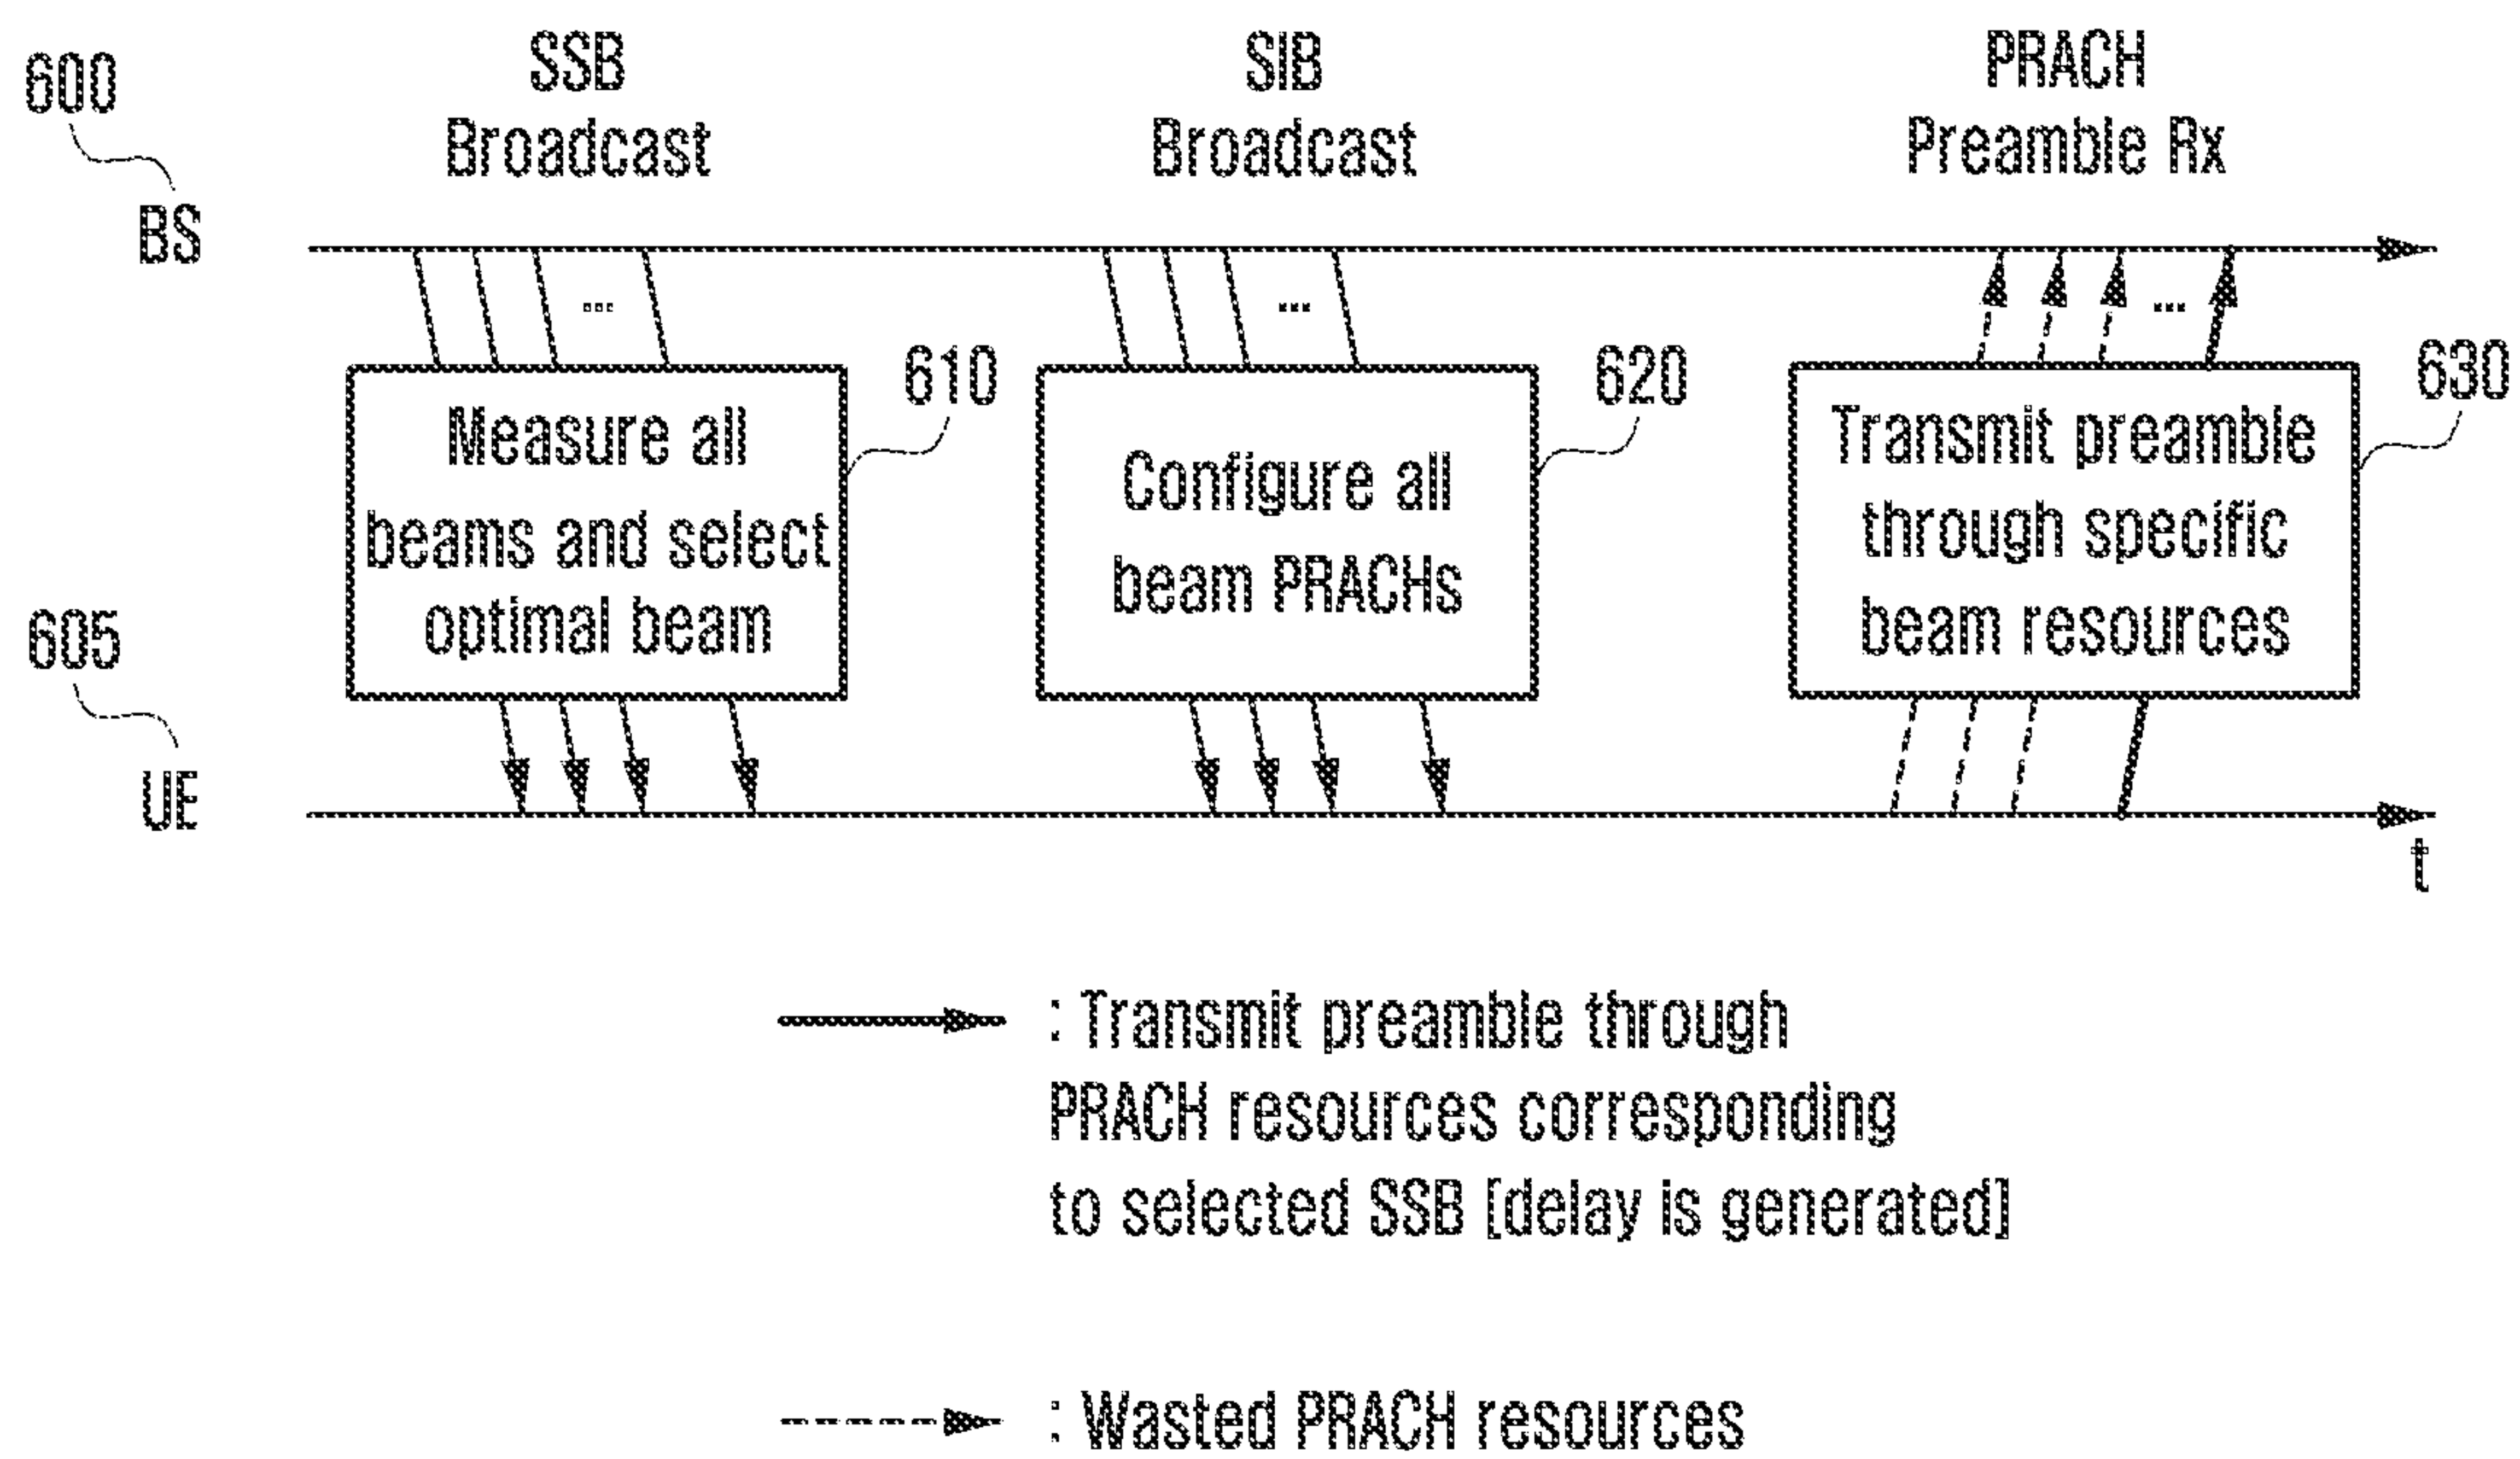 600
SSB
Broadcast
SIB
Broadcast
PRACH
Preamble Rx
BS
...
...
...
610
620
630
Measure all
beams and select
optimal beam
Configure all
beam PRACHs
Transmit preamble
through specific
beam resources
605
UE
t
: Transmit preamble through
PRACH resources corresponding
to selected SSB [delay is generated]
: Wasted PRACH resources